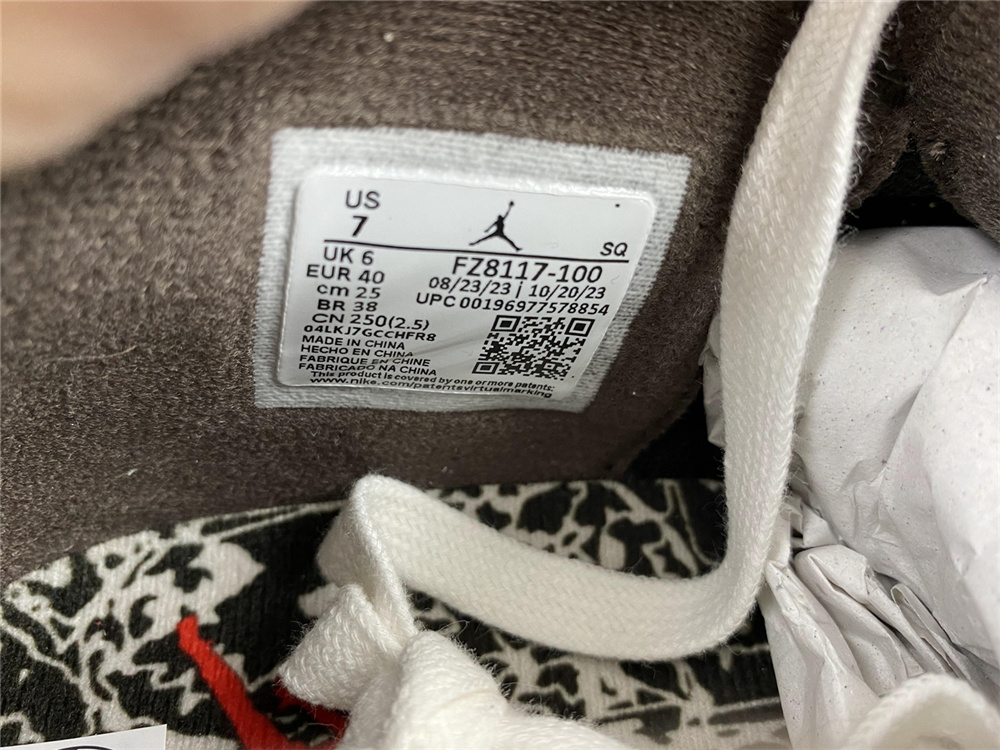 US
7
SQ
UK 6
FZ8117-100
EUR 40
08/23/23 | 10/20/23
cm 25
UPC 00196977578854
BR 38
CN 250(2.5)
04LKJ7GCCHFR8
MADE IN CHINA
HECHO EN CHINA
FABRIQUE EN CHINE
FABRICADO NA CHINA
This product is covered by one or more patents:
www.nike.com/patentsvirtualmarking